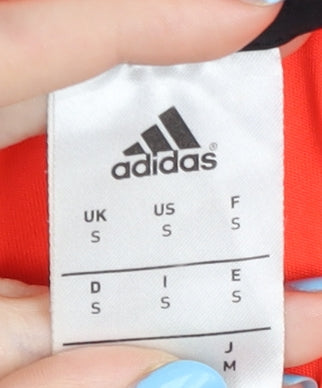 adidas®
UK US F
S S S
D I E
S S S
J
M